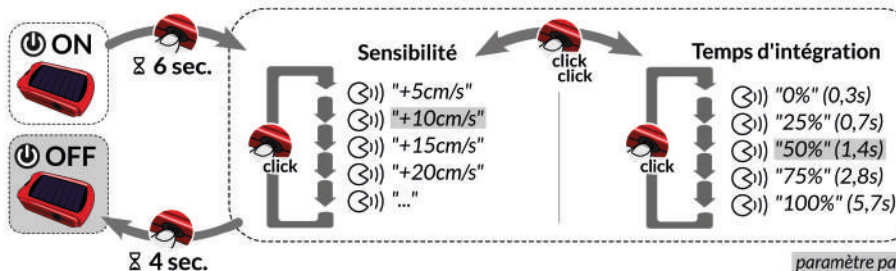 ON
6 sec.
OFF
4 sec.
Sensibilité
"+5cm/s"
"+10cm/s"
"+15cm/s"
"+20cm/s"
"..."
click
click
click
Temps d'intégration
"0%" (0,3s)
"25%" (0,7s)
"50%" (1,4s)
"75%" (2,8s)
"100%" (5,7s)
click
paramètre